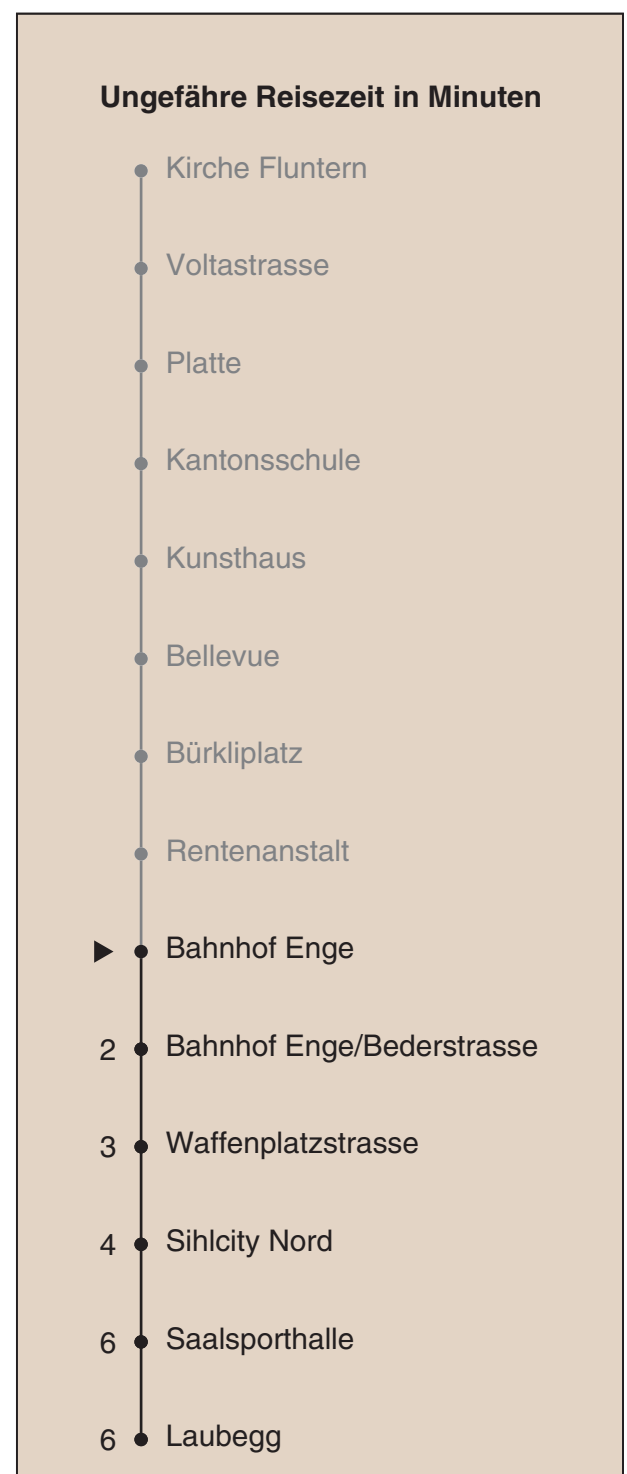 Ungefähre Reisezeit in Minuten
Kirche Fluntern
Voltastrasse
Platte
Kantonsschule
Kunsthaus
Bellevue
Bürkliplatz
Rentenanstalt
Bahnhof Enge
2 Bahnhof Enge/Bederstrasse
3 Waffenplatzstrasse
4 Sihlcity Nord
6 Saalsporthalle
6 Laubegg